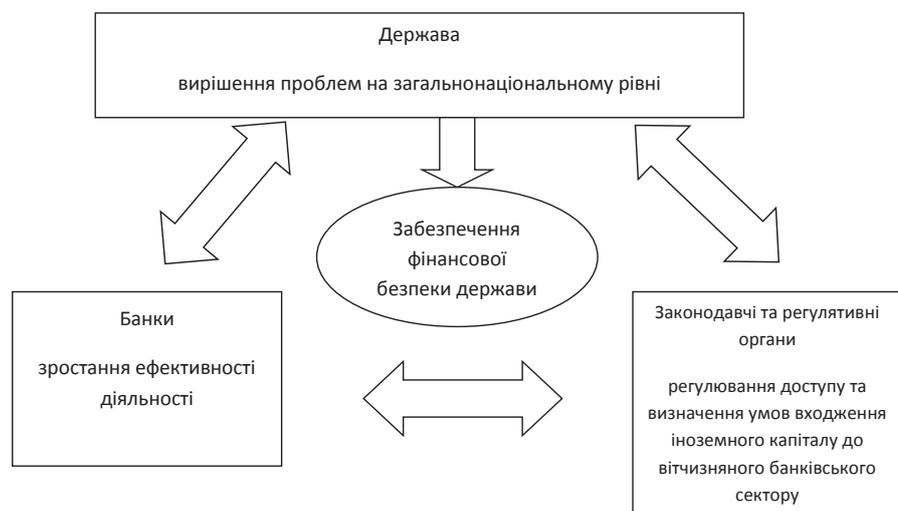 Держава
вирішення проблем на загальнонаціональному рівні
Забезпечення
фінансової
безпеки держави
Банки
зростання ефективності
діяльності
Законодавчі та регулятивні
органи
регулювання доступу та
визначення умов входження
іноземного капіталу до
вітчизняного банківського
сектору